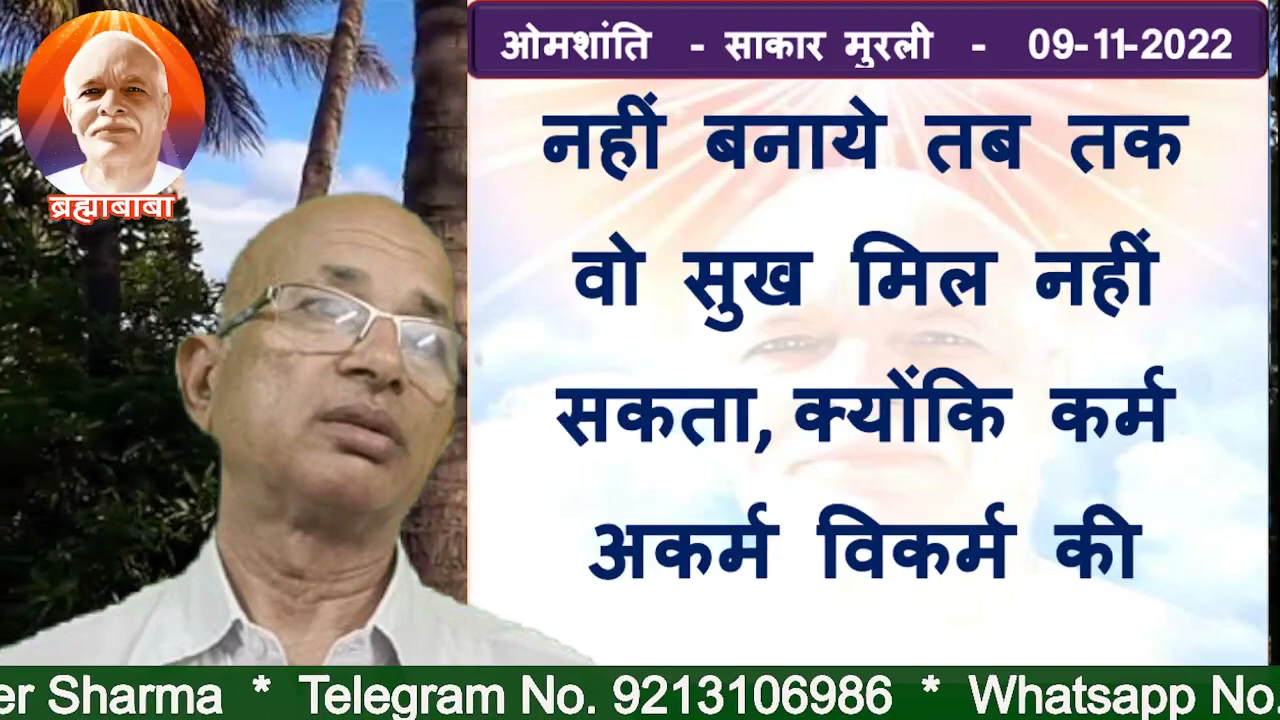 ओमशांति - साकार मुरली - 09-11-2022
ब्रह्माबाबा
नहीं बनाये तब तक
वो सुख मिल नहीं
सकता, क्योंकि कर्म
अकर्म विकर्म की
er Sharma * Telegram No. 9213106986 * Whatsapp No.